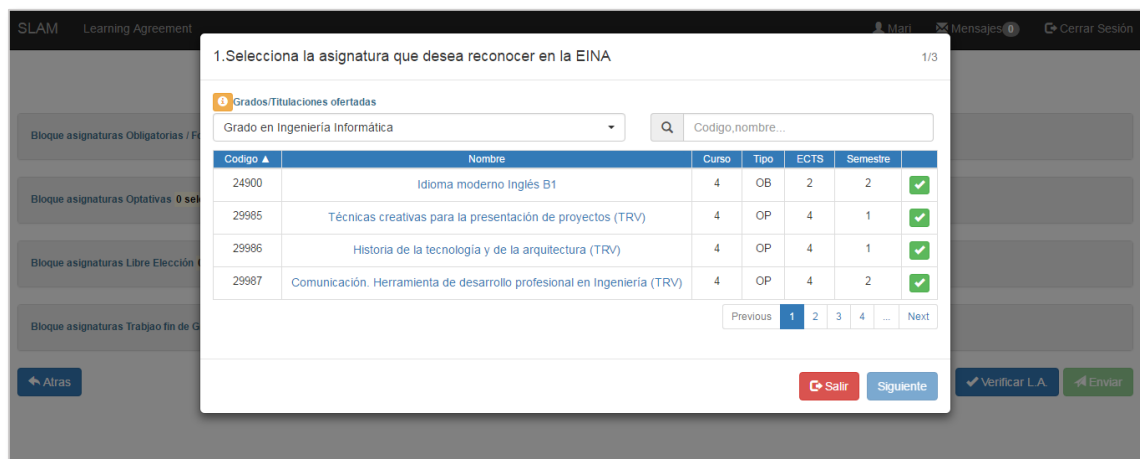 SLAM Learning Agreement Mari Mensajes 0 Cerrar Sesión
1.Selecciona la asignatura que desea reconocer en la EINA 1/3
Grados/Titulaciones ofertadas
Grado en Ingeniería Informática Codigo,nombre...
Codigo ▲ Nombre Curso Tipo ECTS Semestre
24900 Idioma moderno Inglés B1 4 OB 2 2
29985 Técnicas creativas para la presentación de proyectos (TRV) 4 OP 4 1
29986 Historia de la tecnología y de la arquitectura (TRV) 4 OP 4 1
29987 Comunicación. Herramienta de desarrollo profesional en Ingeniería (TRV) 4 OP 4 2
Previous 1 2 3 4 ... Next
Salir Siguiente
Bloque asignaturas Obligatorias /
Bloque asignaturas Optativas 0
Bloque asignaturas Libre Elección
Bloque asignaturas Trabjao fin de
Atras Verificar L.A. Enviar